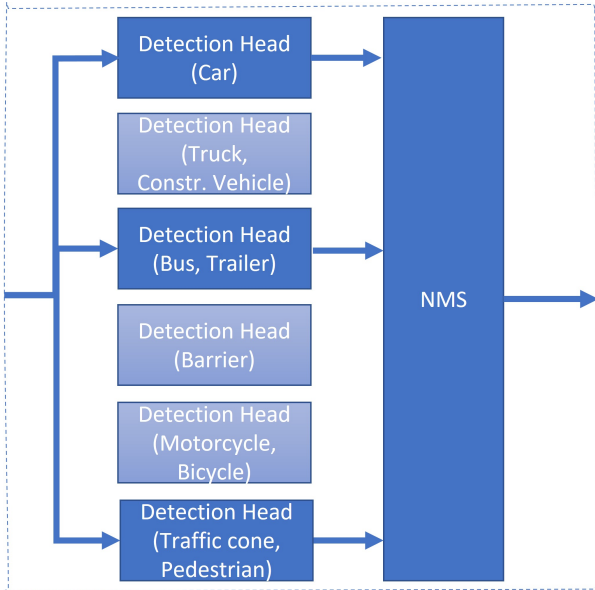 Detection Head
(Car)
Detection Head
(Truck,
Constr. Vehicle)
Detection Head
(Bus, Trailer)
Detection Head
(Barrier)
Detection Head
(Motorcycle,
Bicycle)
Detection Head
(Traffic cone,
Pedestrian)
NMS